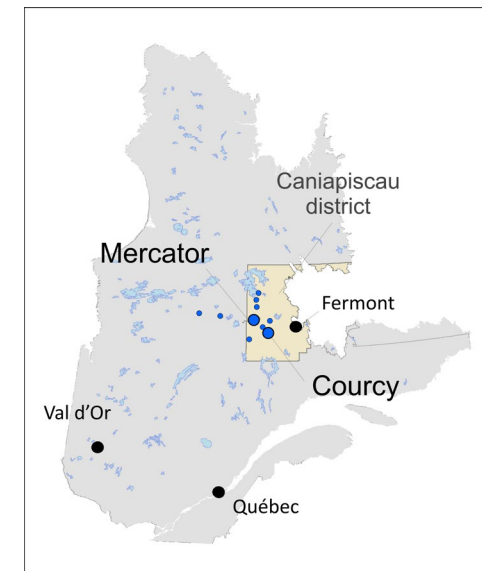 Caniapiscau
district
Mercator
Fermont
Courcy
Val d'Or
Québec